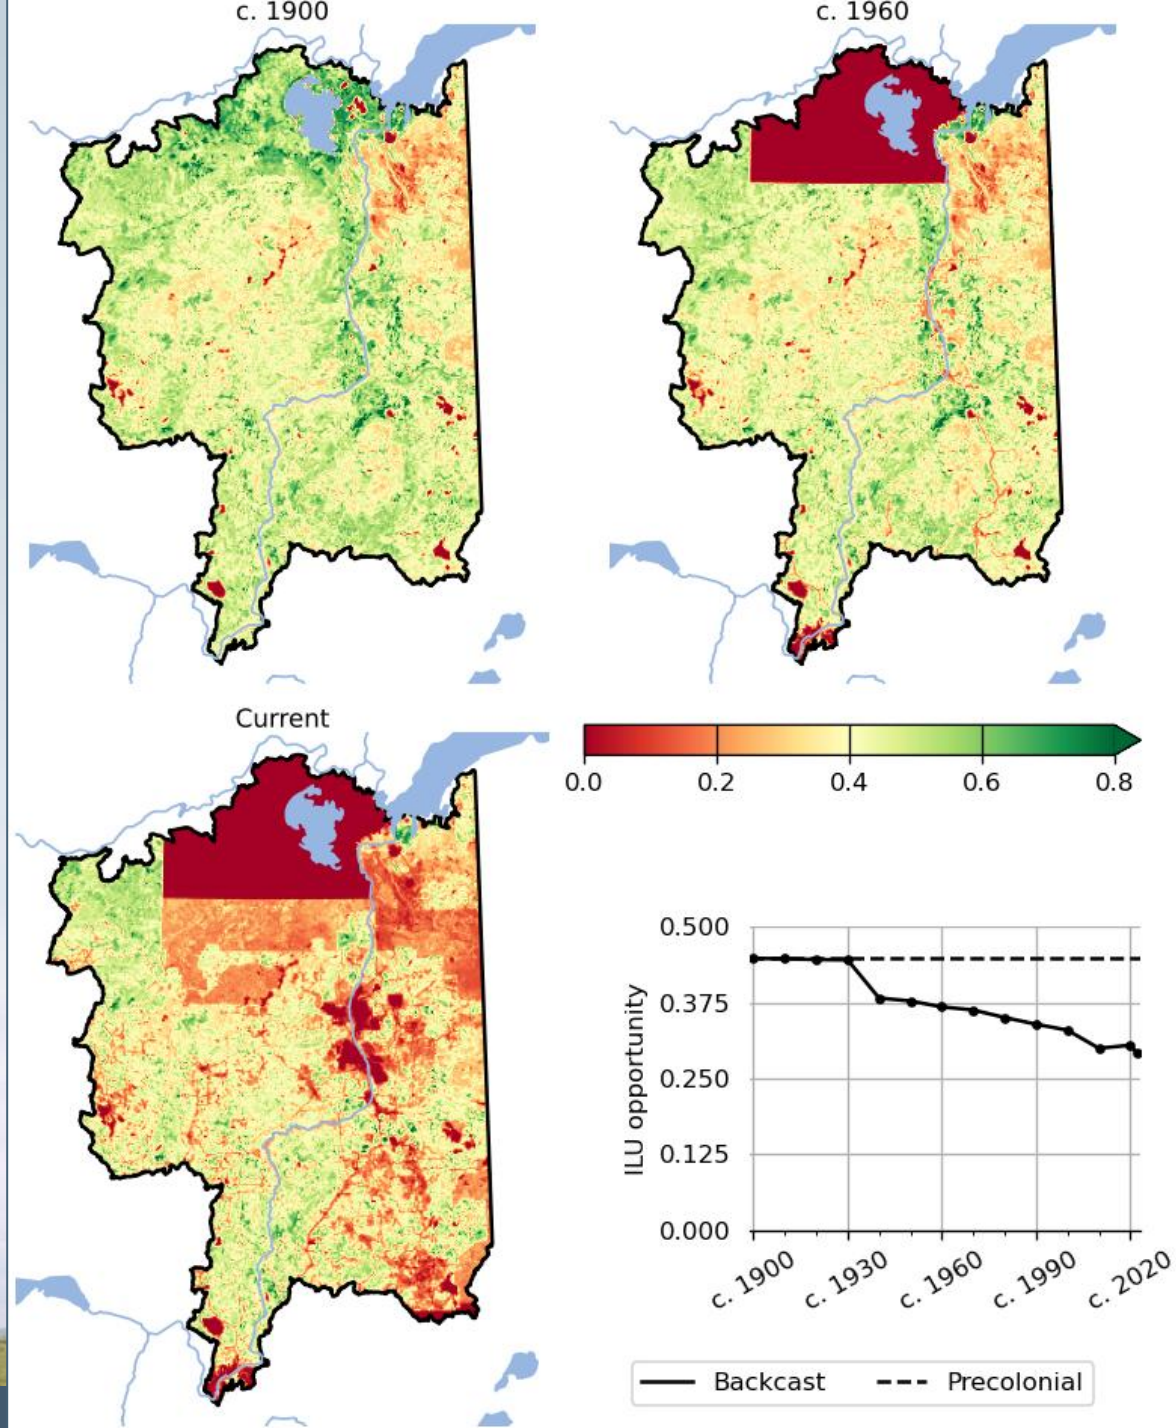 c. 1900
c. 1960
Current
0.0 0.2 0.4 0.6 0.8
0.500
0.375
0.250
0.125
0.000
ILU opportunity
c. 1900 c. 1930 c. 1960 c. 1990 c. 2020
Backcast Precolonial